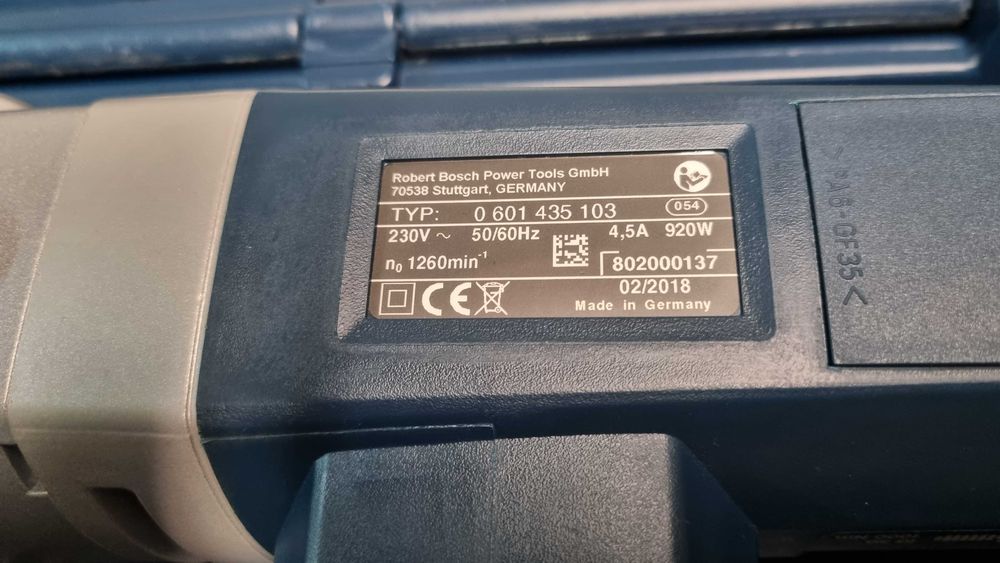 Robert Bosch Power Tools GmbH
70538 Stuttgart, GERMANY
TYP: 0 601 435 103
054
230V ~ 50/60Hz 4,5A 920W
n₀ 1260min⁻¹
802000137
02/2018
CE
Made in Germany
>PA6-GF35<